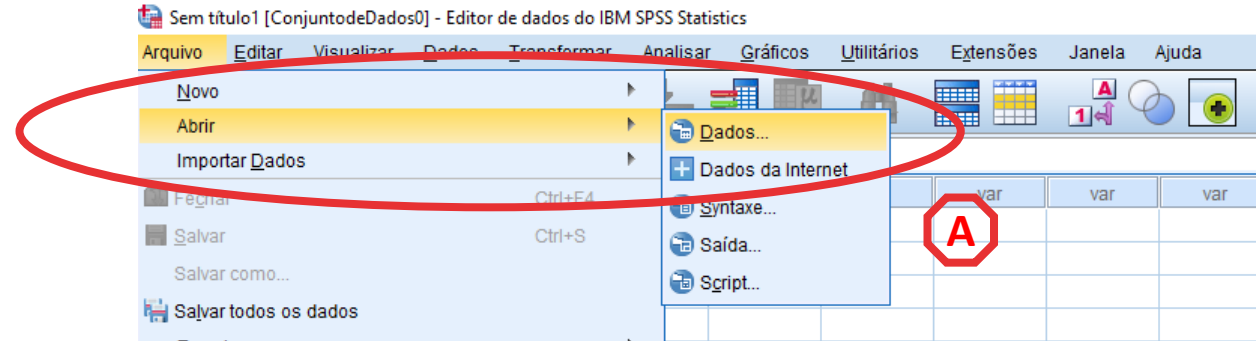 Sem título1 [ConjuntodeDados0] - Editor de dados do IBM SPSS Statistics
Arquivo Editar Visualizar Dados Transformar Analisar Gráficos Utilitários Extensões Janela Ajuda
Novo
Abrir
Importar Dados
Fechar Ctrl+F4
Salvar Ctrl+S
Salvar como...
Salvar todos os dados
Dados...
Dados da Internet
Syntaxe...
Saída...
Script...
A
1
var var var
A